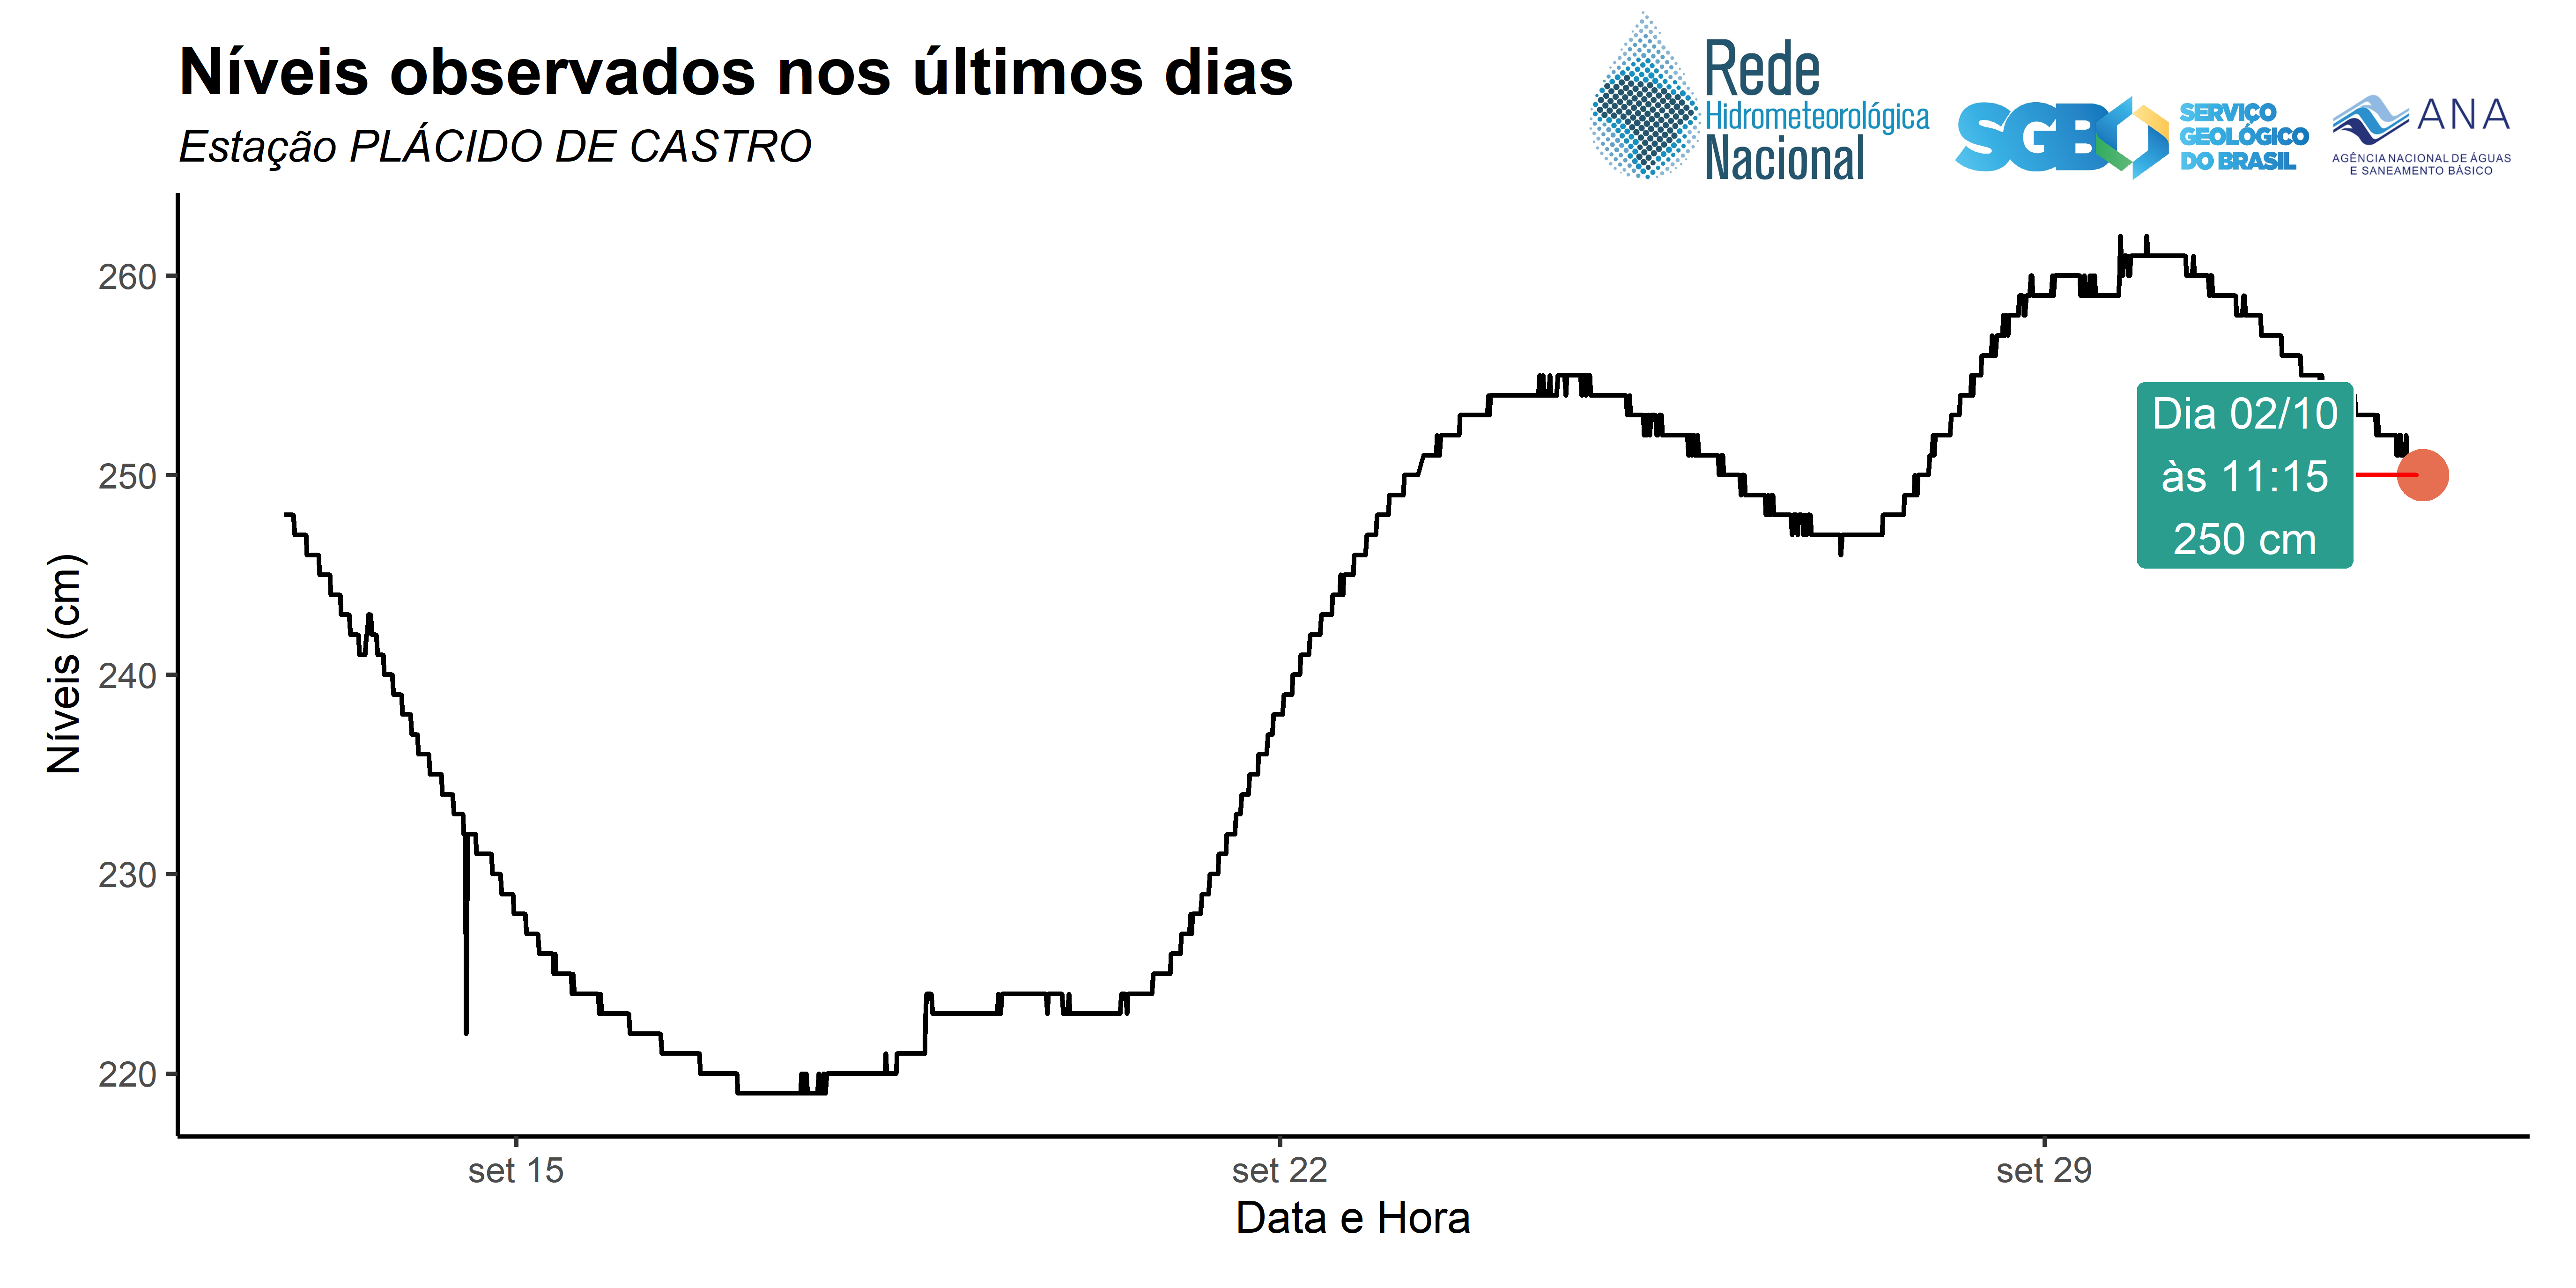 Níveis observados nos últimos dias
Estação PLÁCIDO DE CASTRO
Rede
Hidrometeorológica
Nacional
SGB
SERVIÇO
GEOLÓGICO
DO BRASIL
ANA
AGÊNCIA NACIONAL DE ÁGUAS
E SANEAMENTO BÁSICO
Níveis (cm)
260
250
240
230
220
Dia 02/10
às 11:15
250 cm
set 15
set 22
set 29
Data e Hora